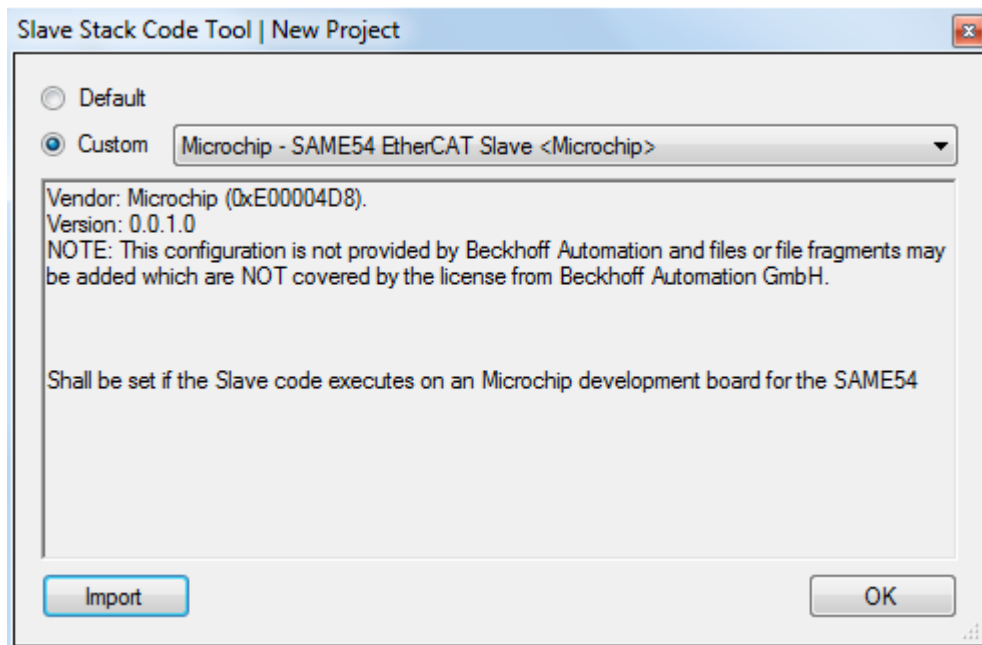 Slave Stack Code Tool | New Project
Default
Custom
Microchip - SAME54 EtherCAT Slave <Microchip>
Vendor: Microchip (0xE00004D8).
Version: 0.0.1.0
NOTE: This configuration is not provided by Beckhoff Automation and files or file fragments may
be added which are NOT covered by the license from Beckhoff Automation GmbH.
Shall be set if the Slave code executes on an Microchip development board for the SAME54
Import
OK